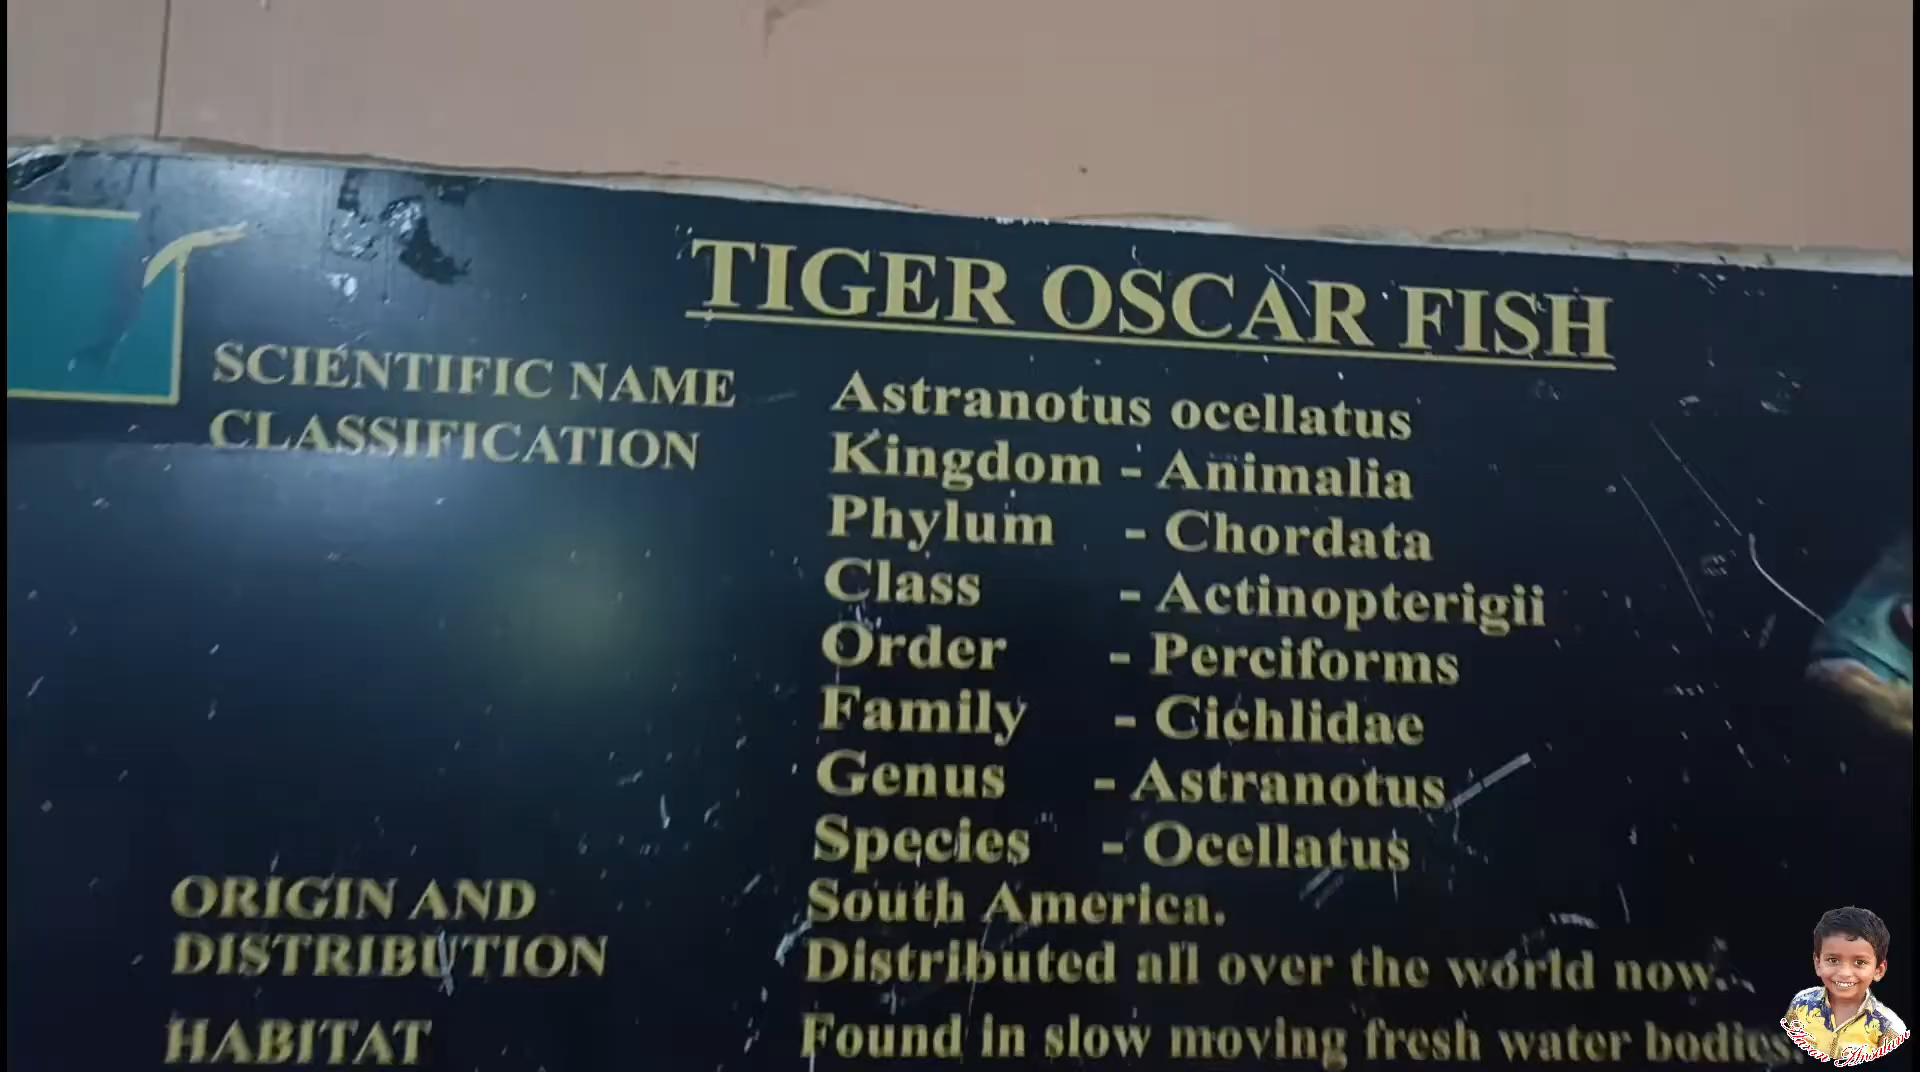 TIGER OSCAR FISH
SCIENTIFIC NAME Astranotus ocellatus
CLASSIFICATION Kingdom - Animalia
Phylum - Chordata
Class - Actinopterigii
Order - Perciforms
Family - Cichlidae
Genus - Astranotus
Species - Ocellatus
ORIGIN AND South America.
DISTRIBUTION Distributed all over the world now.
HABITAT Found in slow moving fresh water bodies.